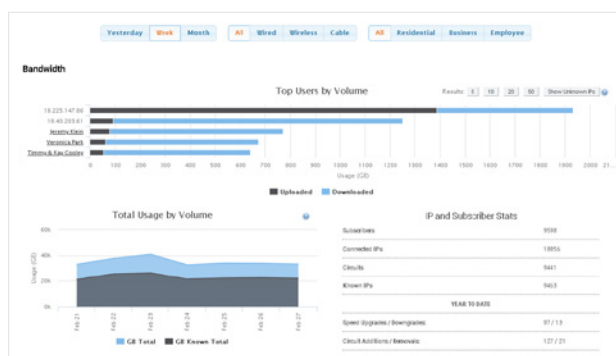 Yesterday Week Month All Wired Wireless Cable All Residential Business Employee
Bandwidth
Top Users by Volume
Results: 5 10 20 50 Show Unknown IPs
Jeremy Klein
Veronica Park
Timmy & Kay Cooley
0 100 200 300 400 500 600 700 800 900 1000 1100 1200 1300 1400 1500 1600 1700 1800 1900 2000 21...
Usage (GB)
Uploaded Downloaded
Total Usage by Volume
Usage (GB)
60k
40k
20k
0k
Feb 21 Feb 22 Feb 23 Feb 24 Feb 25 Feb 26 Feb 27
GB Total GB Known Total
IP and Subscriber Stats
Subscribers 9598
Connected IPs 18856
Circuits 9441
Known IPs 9463
YEAR TO DATE
Speed Upgrades / Downgrades: 97 / 13
Circuit Additions / Removals: 127 / 21